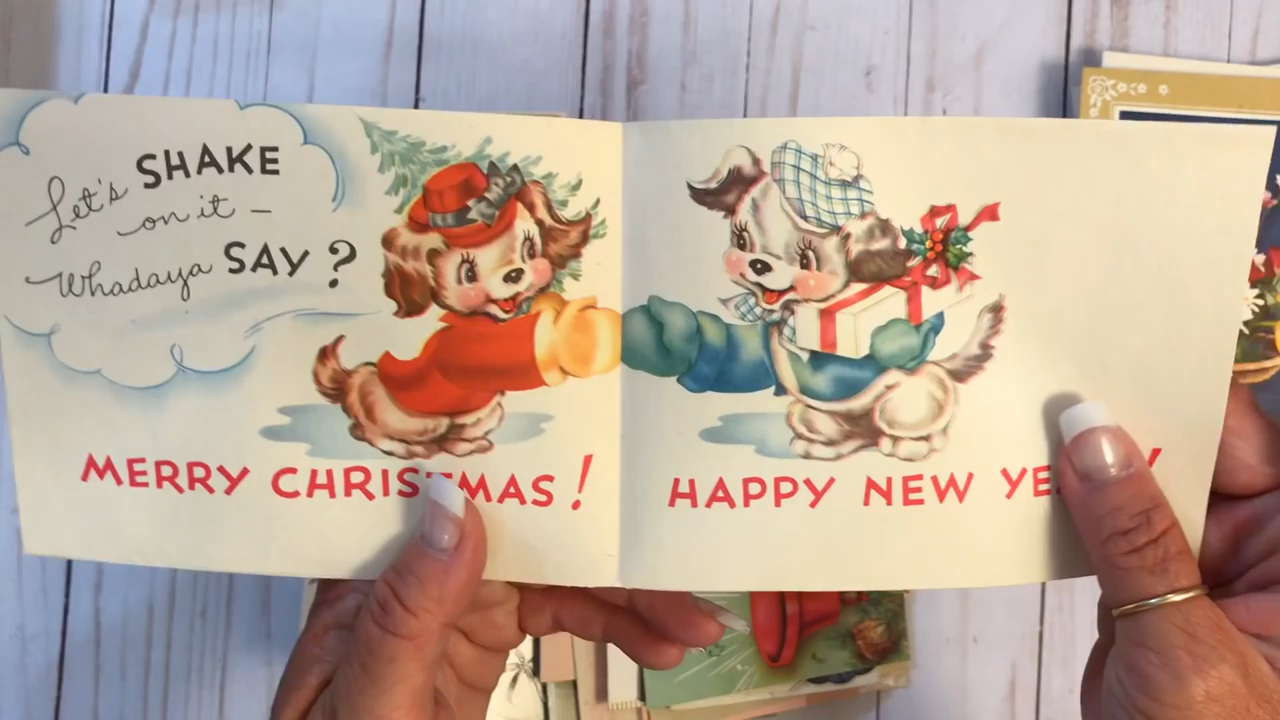 Let's SHAKE
on it –
Whadaya SAY?
MERRY CHRISTMAS!
HAPPY NEW